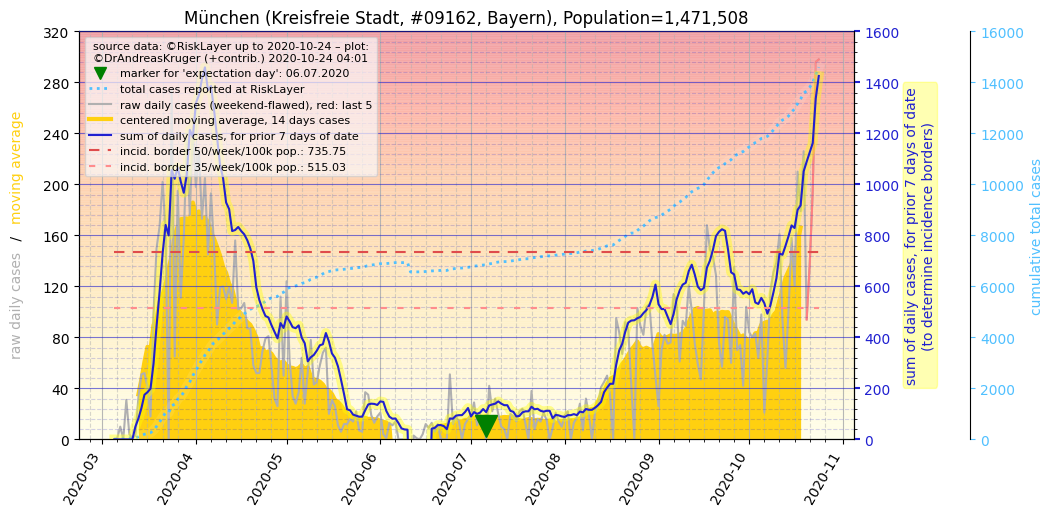 München (Kreisfreie Stadt, #09162, Bayern), Population=1,471,508
source data: ©RiskLayer up to 2020-10-24 – plot:
©DrAndreasKruger (+contrib.) 2020-10-24 04:01
marker for 'expectation day': 06.07.2020
total cases reported at RiskLayer
raw daily cases (weekend-flawed), red: last 5
centered moving average, 14 days cases
sum of daily cases, for prior 7 days of date
incid. border 50/week/100k pop.: 735.75
incid. border 35/week/100k pop.: 515.03
raw daily cases / moving average
320
280
240
200
160
120
80
40
0
2020-03
2020-04
2020-05
2020-06
2020-07
2020-08
2020-09
2020-10
2020-11
1600
1400
1200
1000
800
600
400
200
0
sum of daily cases, for prior 7 days of date
(to determine incidence borders)
16000
14000
12000
10000
8000
6000
4000
2000
0
cumulative total cases